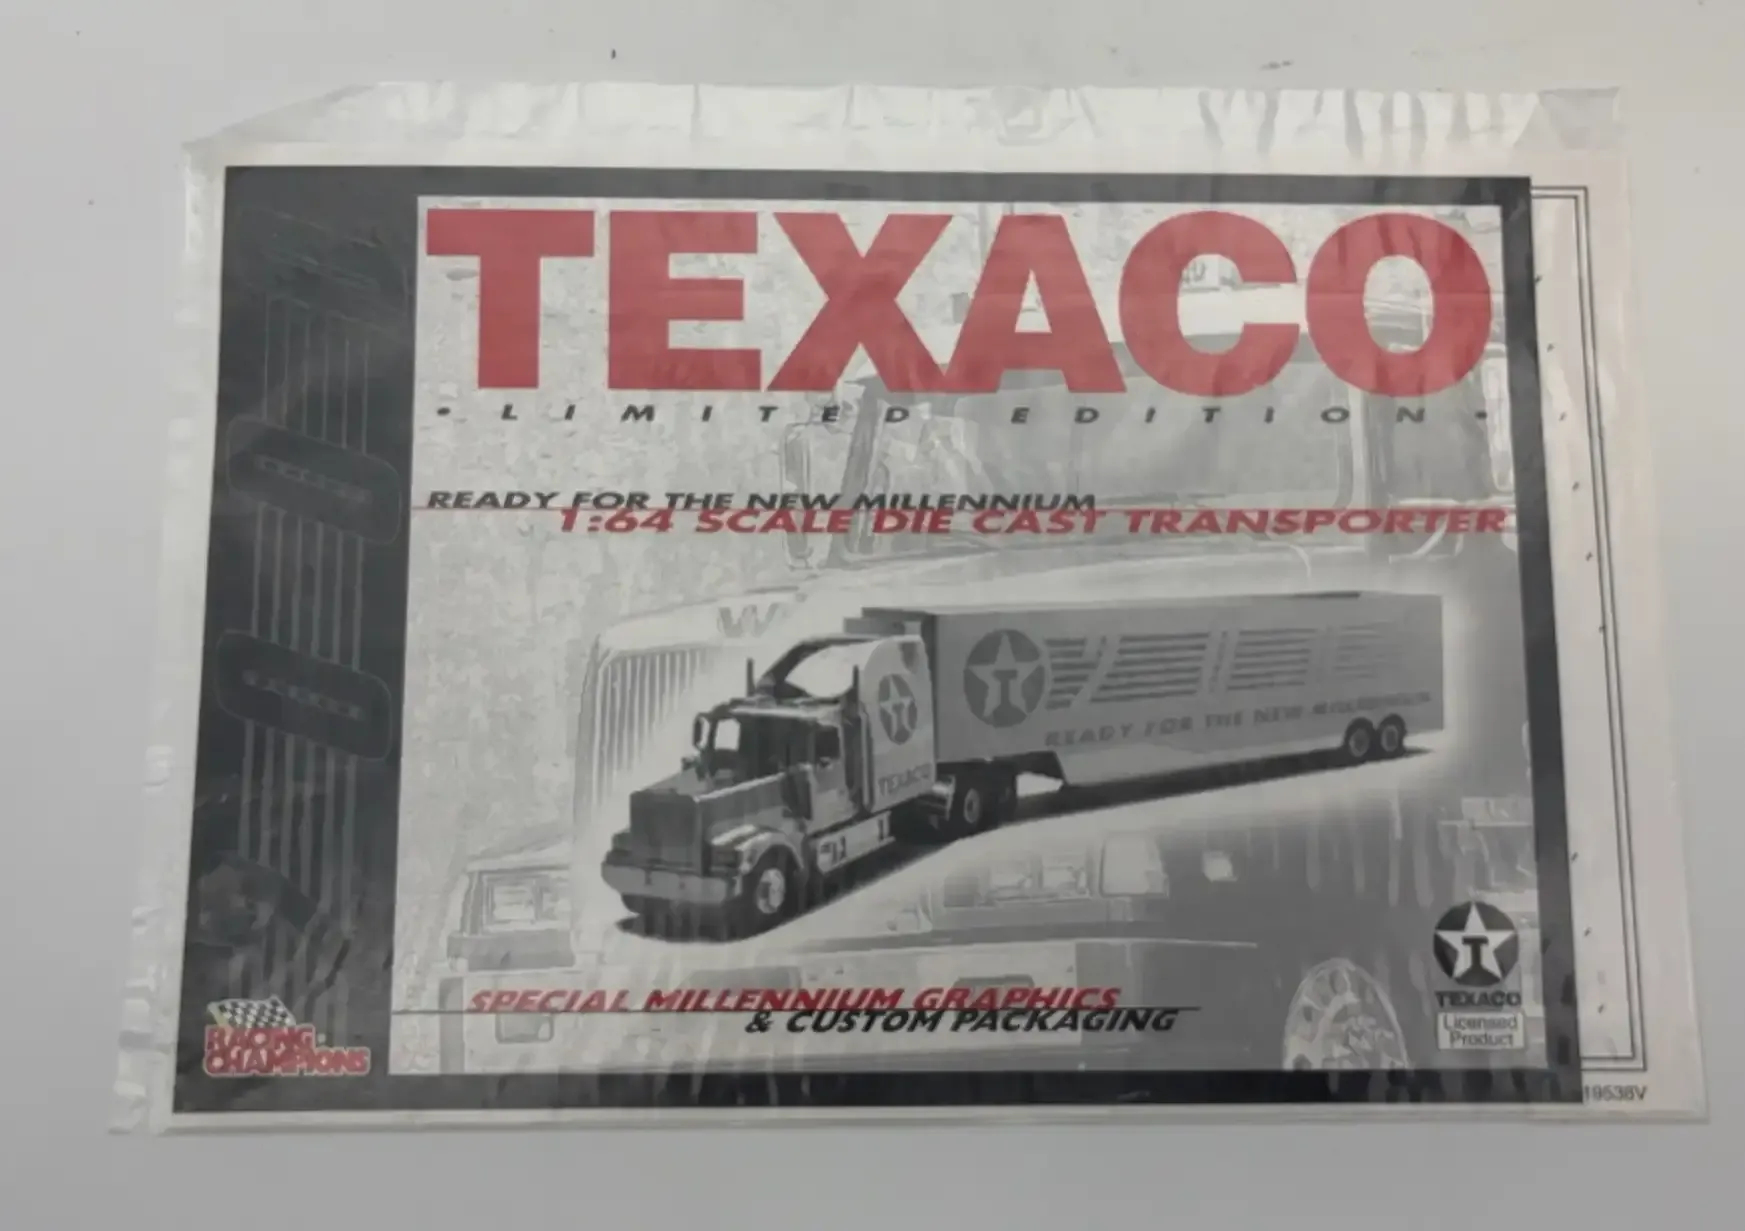 TEXACO
• LIMITED EDITION •
READY FOR THE NEW MILLENNIUM
1:64 SCALE DIE CAST TRANSPORTER
W
T
T
READY FOR THE NEW MILLENNIUM
TEXACO
SPECIAL MILLENNIUM GRAPHICS
& CUSTOM PACKAGING
T
TEXACO
Licensed
Product
RACING
CHAMPIONS
19538V